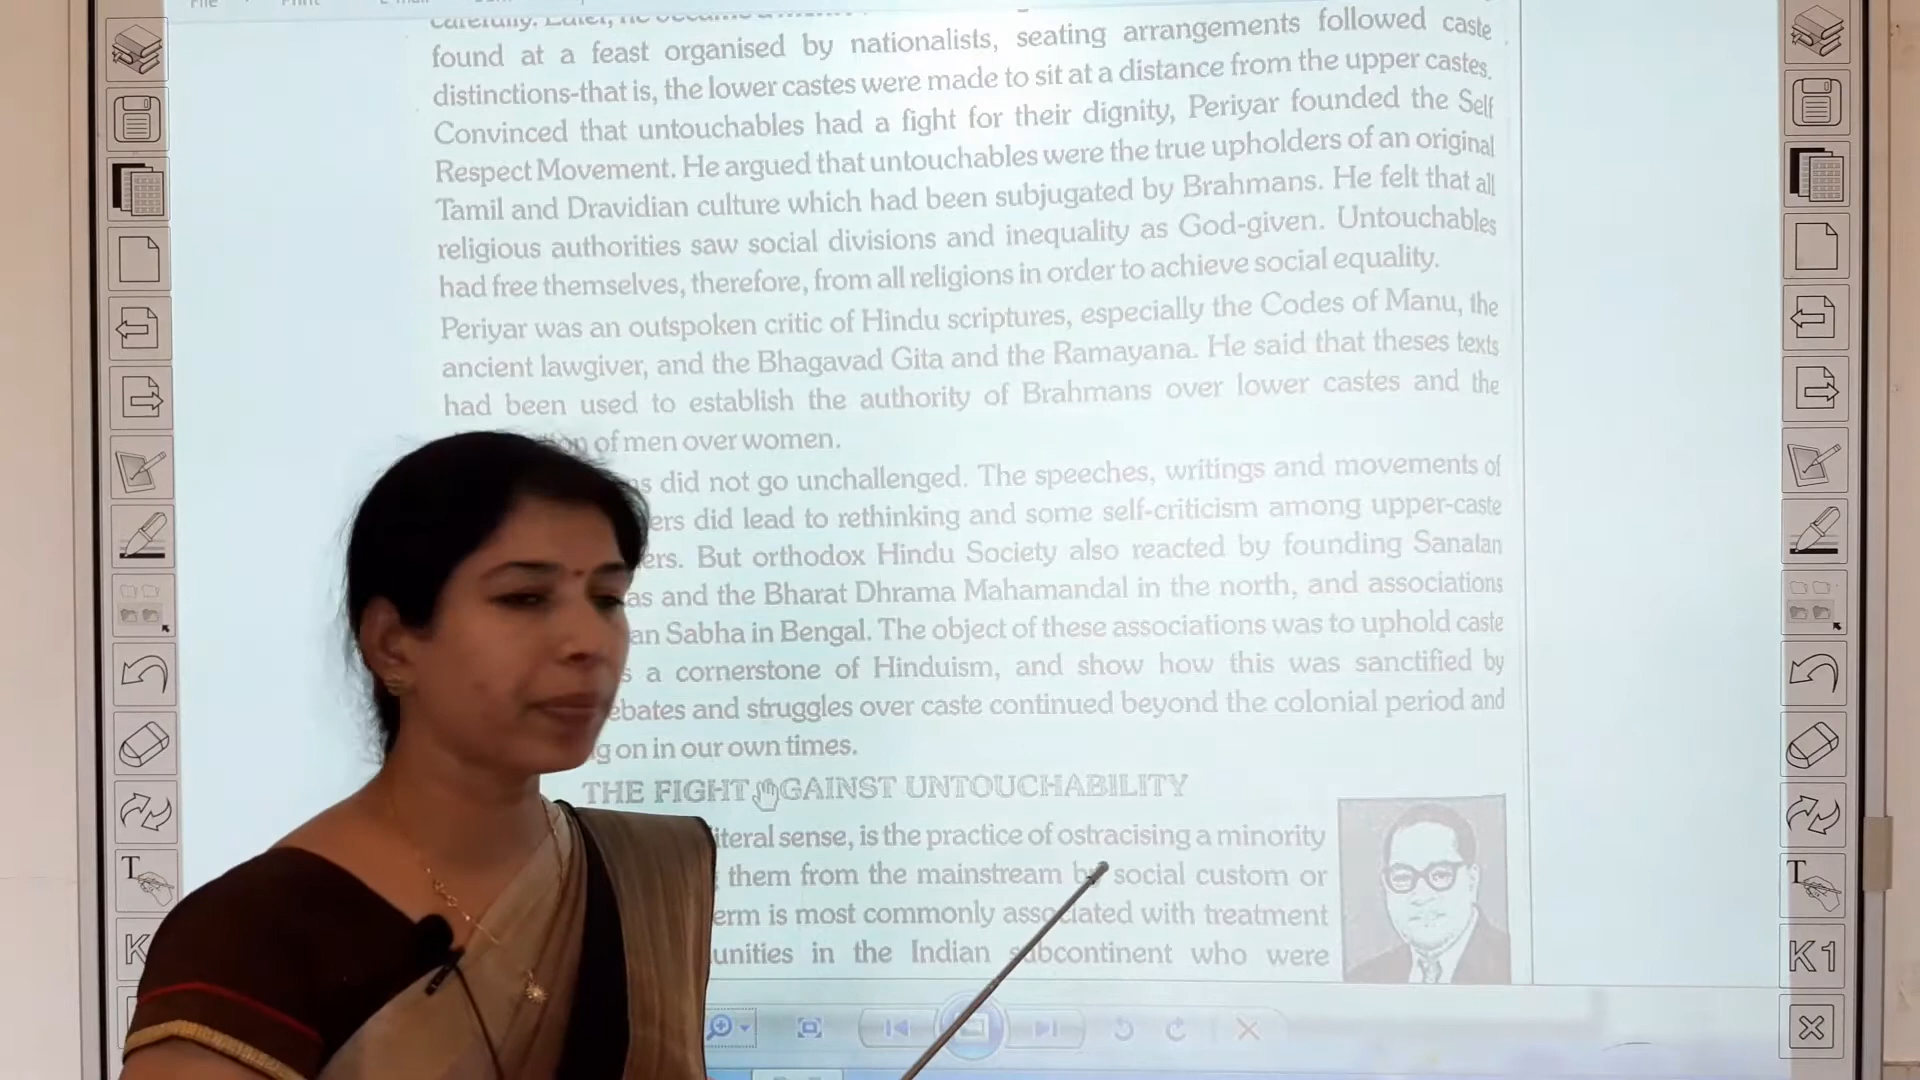 File
carefully. Later, he became a
found at a feast organised by nationalists, seating arrangements followed caste
distinctions-that is, the lower castes were made to sit at a distance from the upper castes.
Convinced that untouchables had a fight for their dignity, Periyar founded the Self
Respect Movement. He argued that untouchables were the true upholders of an original
Tamil and Dravidian culture which had been subjugated by Brahmans. He felt that all
religious authorities saw social divisions and inequality as God-given. Untouchables
had free themselves, therefore, from all religions in order to achieve social equality.
Periyar was an outspoken critic of Hindu scriptures, especially the Codes of Manu, the
ancient lawgiver, and the Bhagavad Gita and the Ramayana. He said that theses texts
had been used to establish the authority of Brahmans over lower castes and the
of men over women.
did not go unchallenged. The speeches, writings and movements of
did lead to rethinking and some self-criticism among upper-caste
But orthodox Hindu Society also reacted by founding Sanatan
and the Bharat Dhrama Mahamandal in the north, and associations
Sabha in Bengal. The object of these associations was to uphold caste
a cornerstone of Hinduism, and show how this was sanctified by
and struggles over caste continued beyond the colonial period and
on in our own times.
THE FIGHT AGAINST UNTOUCHABILITY
literal sense, is the practice of ostracising a minority
them from the mainstream by social custom or
term is most commonly associated with treatment
in the Indian subcontinent who were
T
T
K1